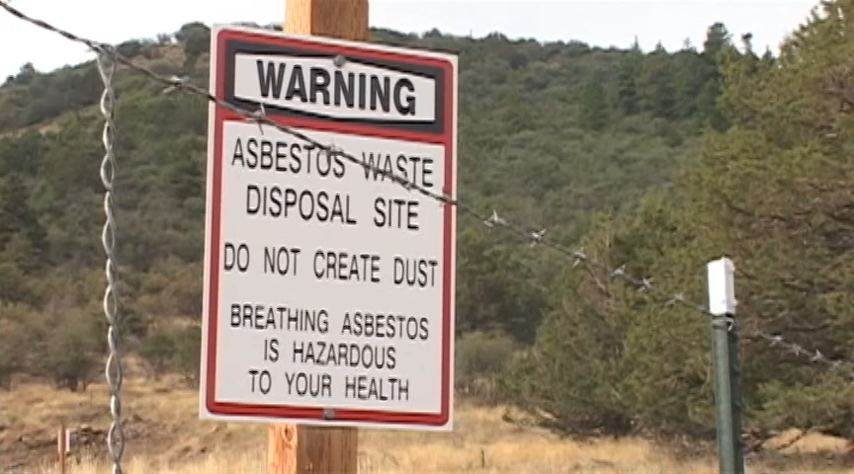 WARNING
ASBESTOS WASTE
DISPOSAL SITE
DO NOT CREATE DUST
BREATHING ASBESTOS
IS HAZARDOUS
TO YOUR HEALTH